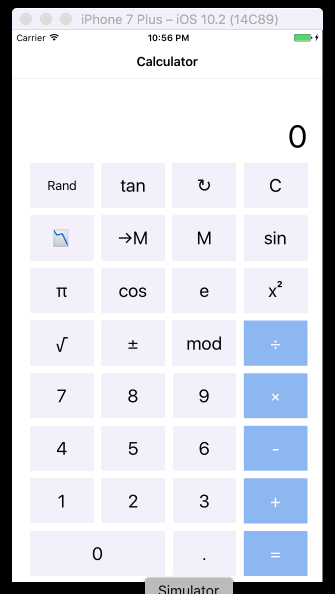 iPhone 7 Plus – iOS 10.2 (14C89)
Carrier 10:56 PM
Calculator
0
Rand tan ↻ C
→M M sin
π cos e x²
√ ± mod ÷
7 8 9 ×
4 5 6 -
1 2 3 +
0 . =
Simulator